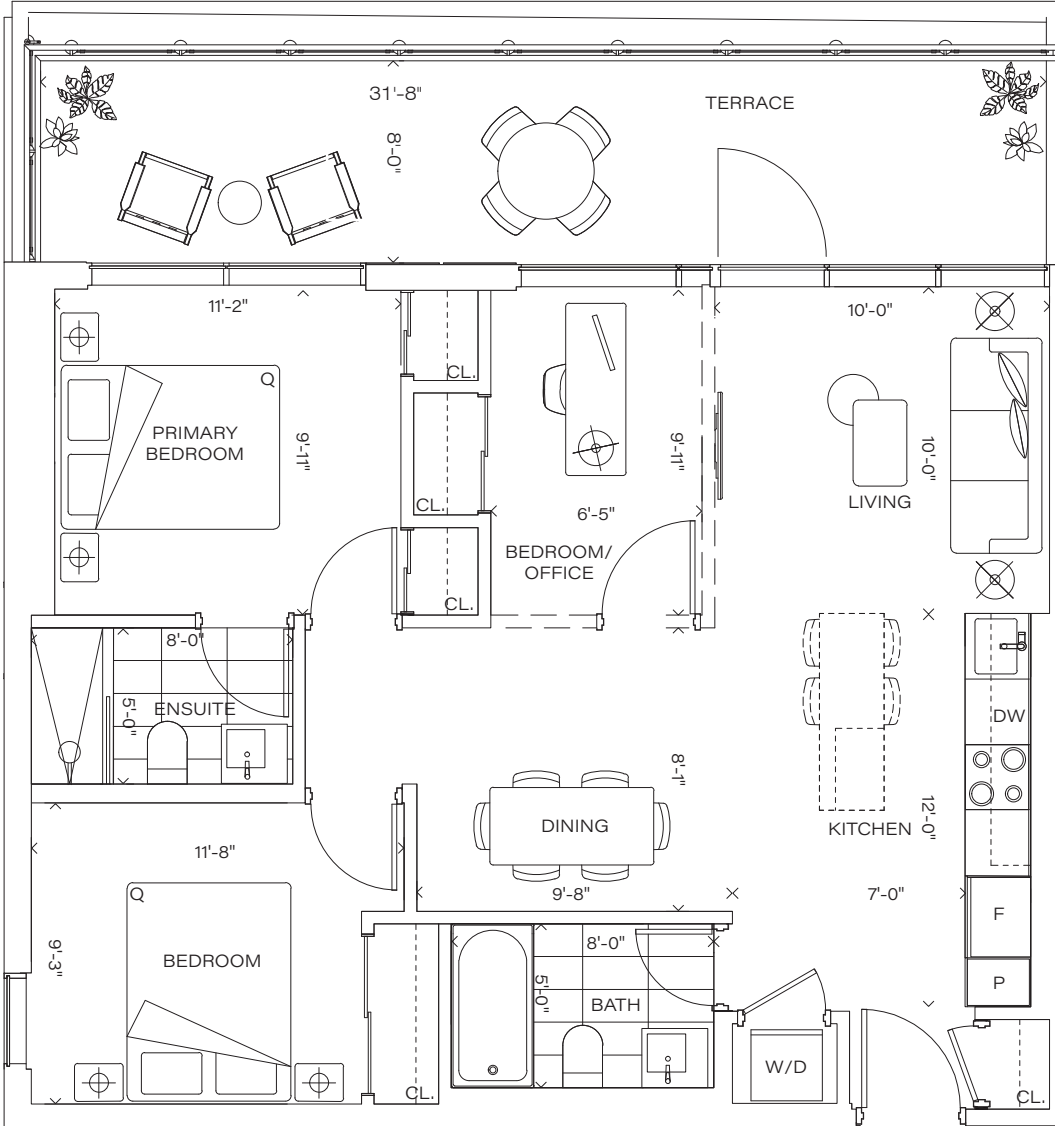 31'-8"
TERRACE
8'-0"
11'-2"
10'-0"
CL.
Q
PRIMARY
BEDROOM
9'-11"
9'-11"
10'-0"
CL.
6'-5"
LIVING
BEDROOM/
OFFICE
CL.
8'-0"
ENSUITE
5'-0"
DW
8'-1"
DINING
KITCHEN
12'-0"
11'-8"
Q
9'-8"
7'-0"
F
9'-3"
BEDROOM
8'-0"
5'-0"
BATH
P
W/D
CL.
CL.